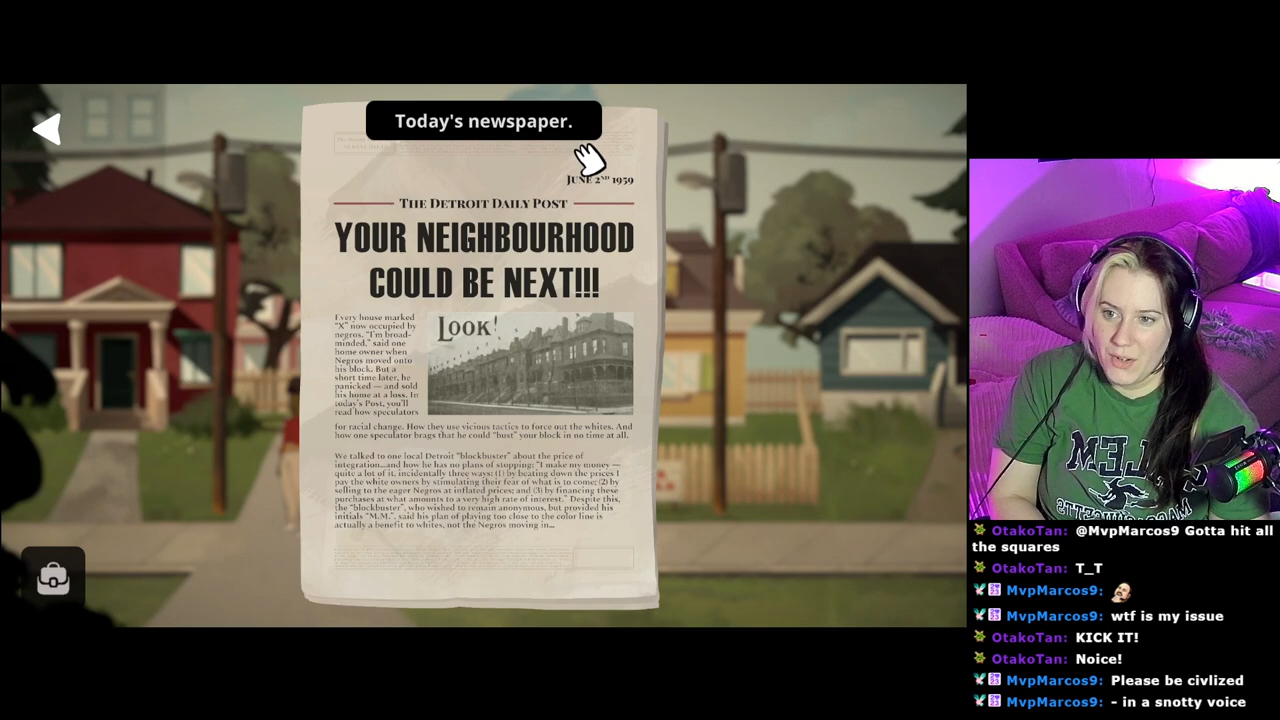 Today's newspaper.
JUNE 2ND 1959
THE DETROIT DAILY POST
YOUR NEIGHBOURHOOD
COULD BE NEXT!!!
Every house marked
"X" now occupied by
negros. "I'm broad-
minded," said one
home owner when
Negros moved onto
his block. But a
short time later, he
panicked — and sold
his home at a loss. In
today's Post, you'll
read how speculators
LOOK!
for racial change. How they use vicious tactics to force out the whites. And
how one speculator brags that he could "bust" your block in no time at all.
We talked to one local Detroit "blockbuster" about the price of
integration...and how he has no plans of stopping: "I make my money —
quite a lot of it, incidentally three ways: (1) by beating down the prices I
pay the white owners by stimulating their fear of what is to come; (2) by
selling to the eager Negros at inflated prices; and (3) by financing these
purchases at what amounts to a very high rate of interest." Despite this,
the "blockbuster", who wished to remain anonymous, but provided his
initials "M.M.", said his plan of playing too close to the color line is
actually a benefit to whites, not the Negros moving in...
OtakoTan: @MvpMarcos9 Gotta hit all
the squares
OtakoTan: T_T
MvpMarcos9:
MvpMarcos9: wtf is my issue
OtakoTan: KICK IT!
OtakoTan: Noice!
MvpMarcos9: Please be civlized
MvpMarcos9: - in a snotty voice